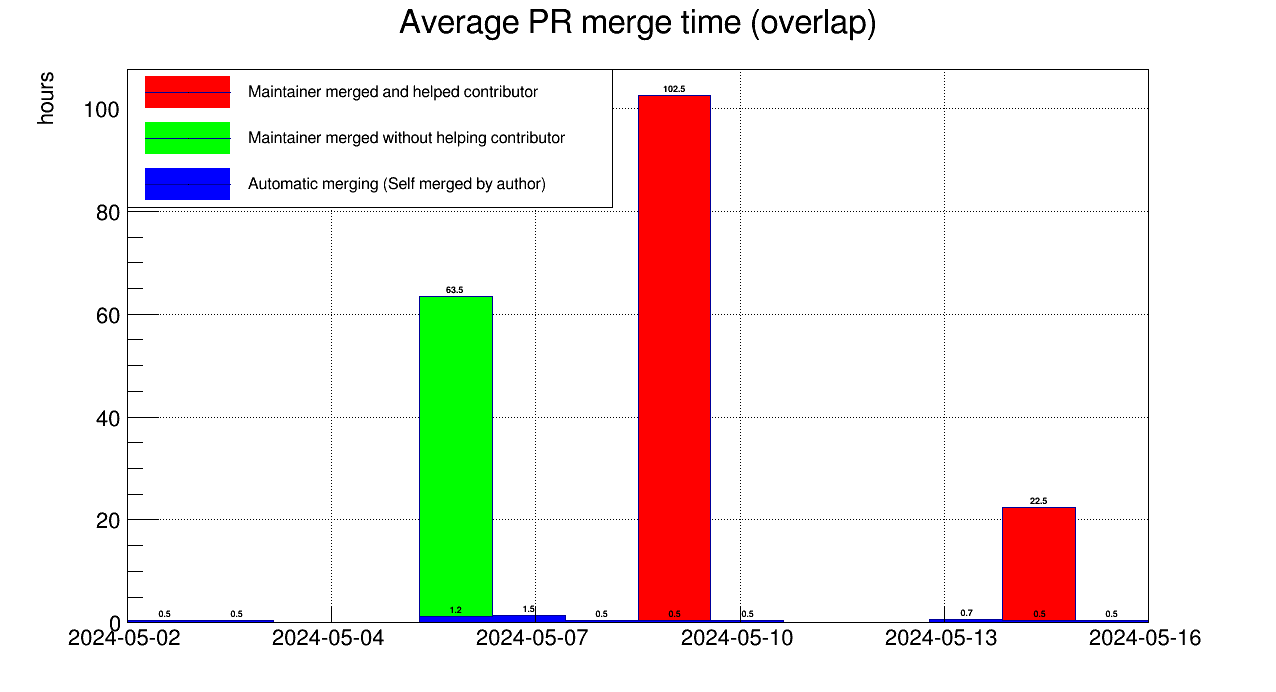 Average PR merge time (overlap)
hours
Maintainer merged and helped contributor
Maintainer merged without helping contributor
Automatic merging (Self merged by author)
100
80
60
40
20
0
102.5
63.5
22.5
0.5 0.5 1.2 1.5 0.5 0.5 0.5 0.7 0.5 0.5
2024-05-02 2024-05-04 2024-05-07 2024-05-10 2024-05-13 2024-05-16